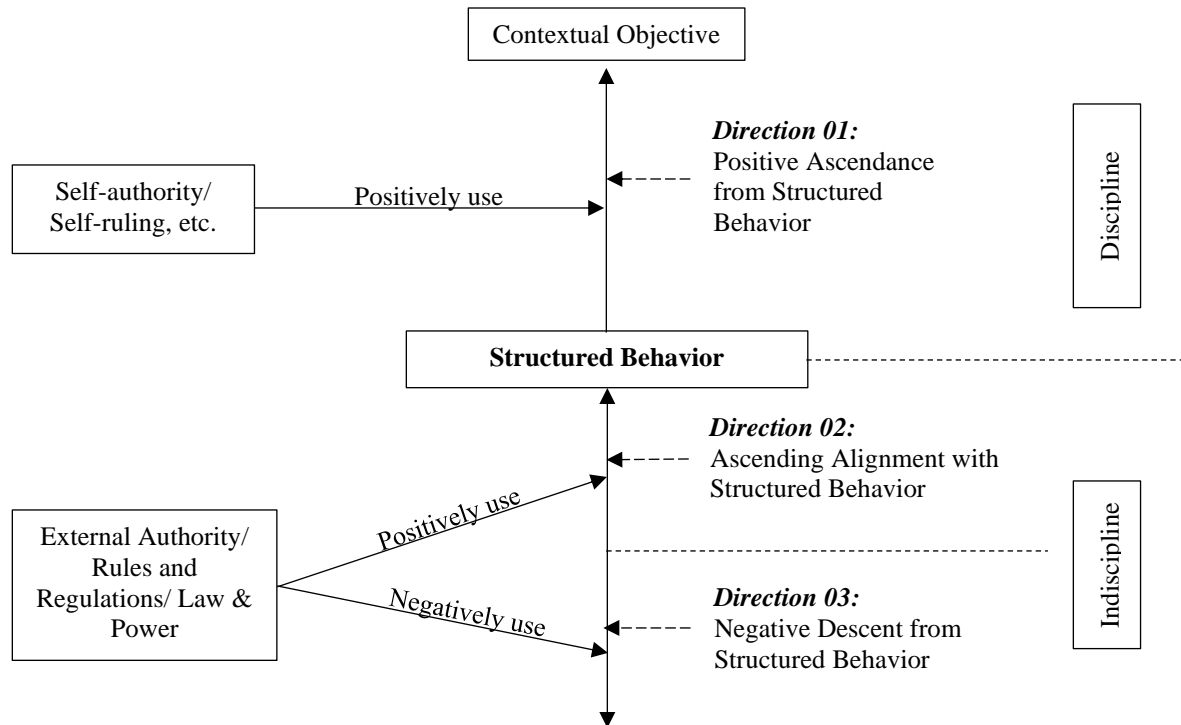 Contextual Objective
Direction 01:
Positive Ascendance
from Structured
Behavior
Self-authority/
Self-ruling, etc.
Positively use
Discipline
Structured Behavior
Direction 02:
Ascending Alignment with
Structured Behavior
Positively use
External Authority/
Rules and
Regulations/ Law &
Power
Negatively use
Direction 03:
Negative Descent from
Structured Behavior
Indiscipline